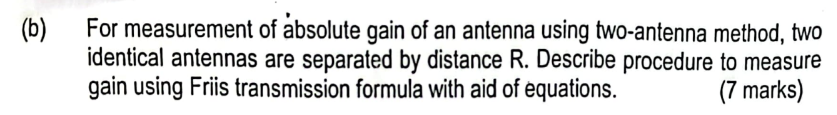 (b) For measurement of absolute gain of an antenna using two-antenna method, two
identical antennas are separated by distance R. Describe procedure to measure
gain using Friis transmission formula with aid of equations. (7 marks)